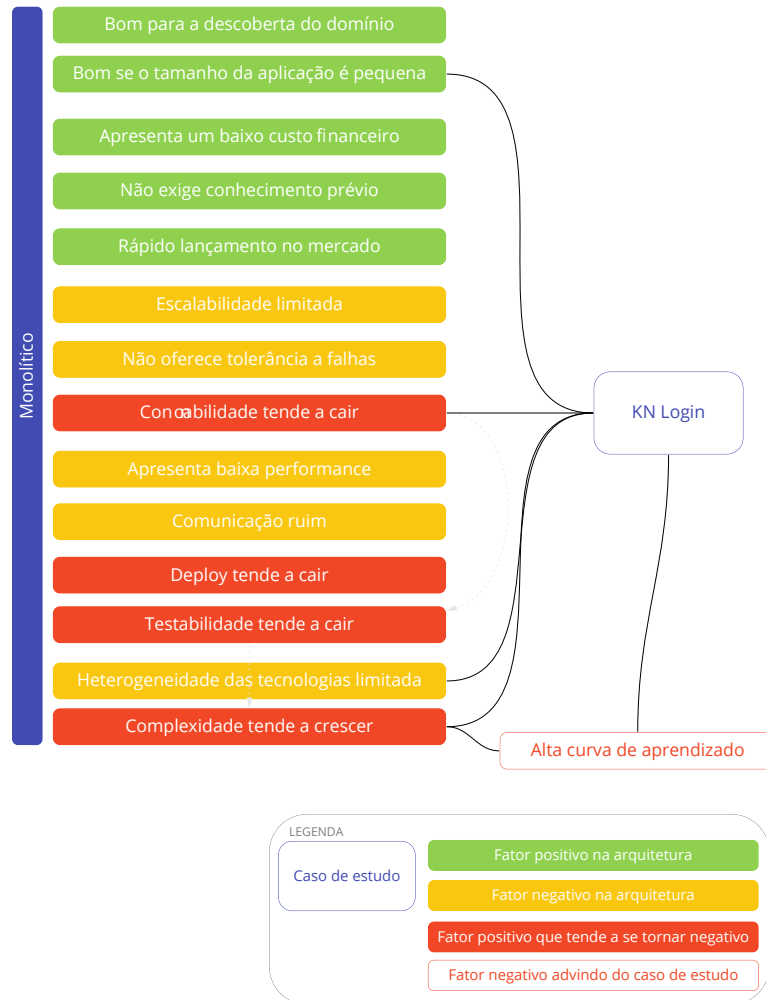 Monolítico
Bom para a descoberta do domínio
Bom se o tamanho da aplicação é pequena
Apresenta um baixo custo financeiro
Não exige conhecimento prévio
Rápido lançamento no mercado
Escalabilidade limitada
Não oferece tolerância a falhas
tende a cair
Apresenta baixa performance
Comunicação ruim
Deploy tende a cair
Testabilidade tende a cair
Heterogeneidade das tecnologias limitada
Complexidade tende a crescer
KN Login
Alta curva de aprendizado
LEGENDA
Caso de estudo
Fator positivo na arquitetura
Fator negativo na arquitetura
Fator positivo que tende a se tornar negativo
Fator negativo advindo do caso de estudo